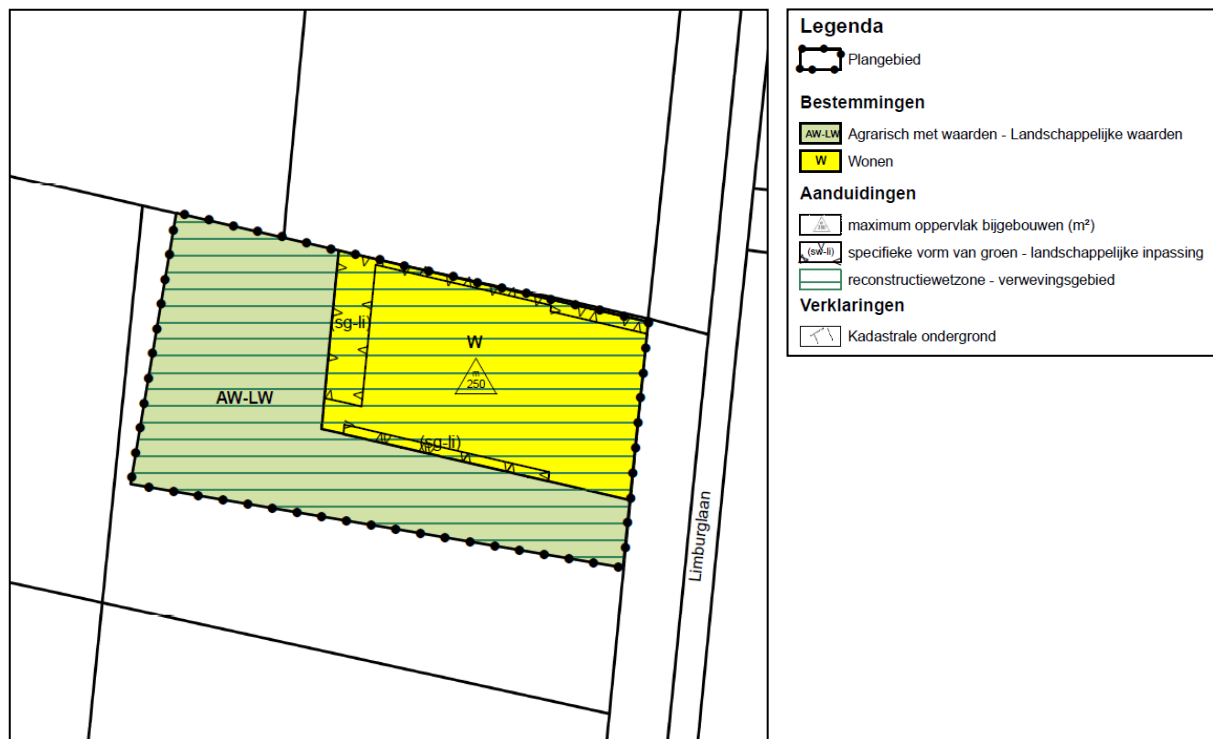 (sg-li)
W
m
250
AW-LW
(sg-li)
Limburglaan
Legenda
Plangebied
Bestemmingen
AW-LW Agrarisch met waarden - Landschappelijke waarden
W Wonen
Aanduidingen
maximum oppervlak bijgebouwen (m²)
(sw-li) specifieke vorm van groen - landschappelijke inpassing
reconstructiewetzone - verwevingsgebied
Verklaringen
Kadastrale ondergrond